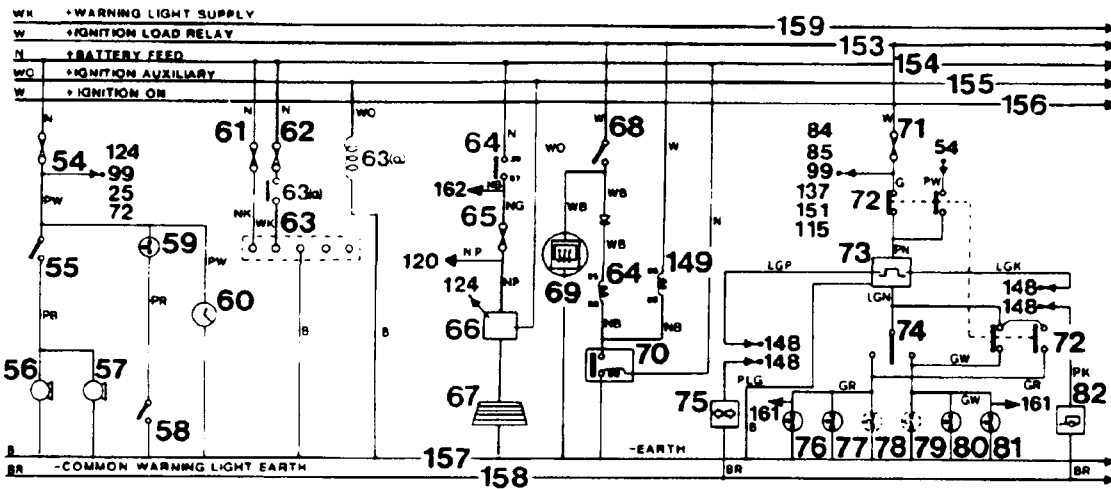 WK +WARNING LIGHT SUPPLY 159
W +IGNITION LOAD RELAY 153
N +BATTERY FEED 154
WO +IGNITION AUXILIARY 155
W +IGNITION ON 156
N N N WO N WO W W N W
54 61 62 63(a) 64 68 71
124
99
25
72
84
85
99
137
151
115
54
PW 162 NG WB WB G PW 72
55 59 PW NK WK 63(a) 63 65
120 NP NP WB 64 149 PN
60 124 66 69 LGP 73 LGK
148
148
PR PR B B NB NB LGN 74 72
56 57 58 67 70 148
148
GW GR PK
75 PLG B GR GW 82
161 161
76 77 78 79 80 81
B 157 -EARTH
BR -COMMON WARNING LIGHT EARTH 158 BR BR